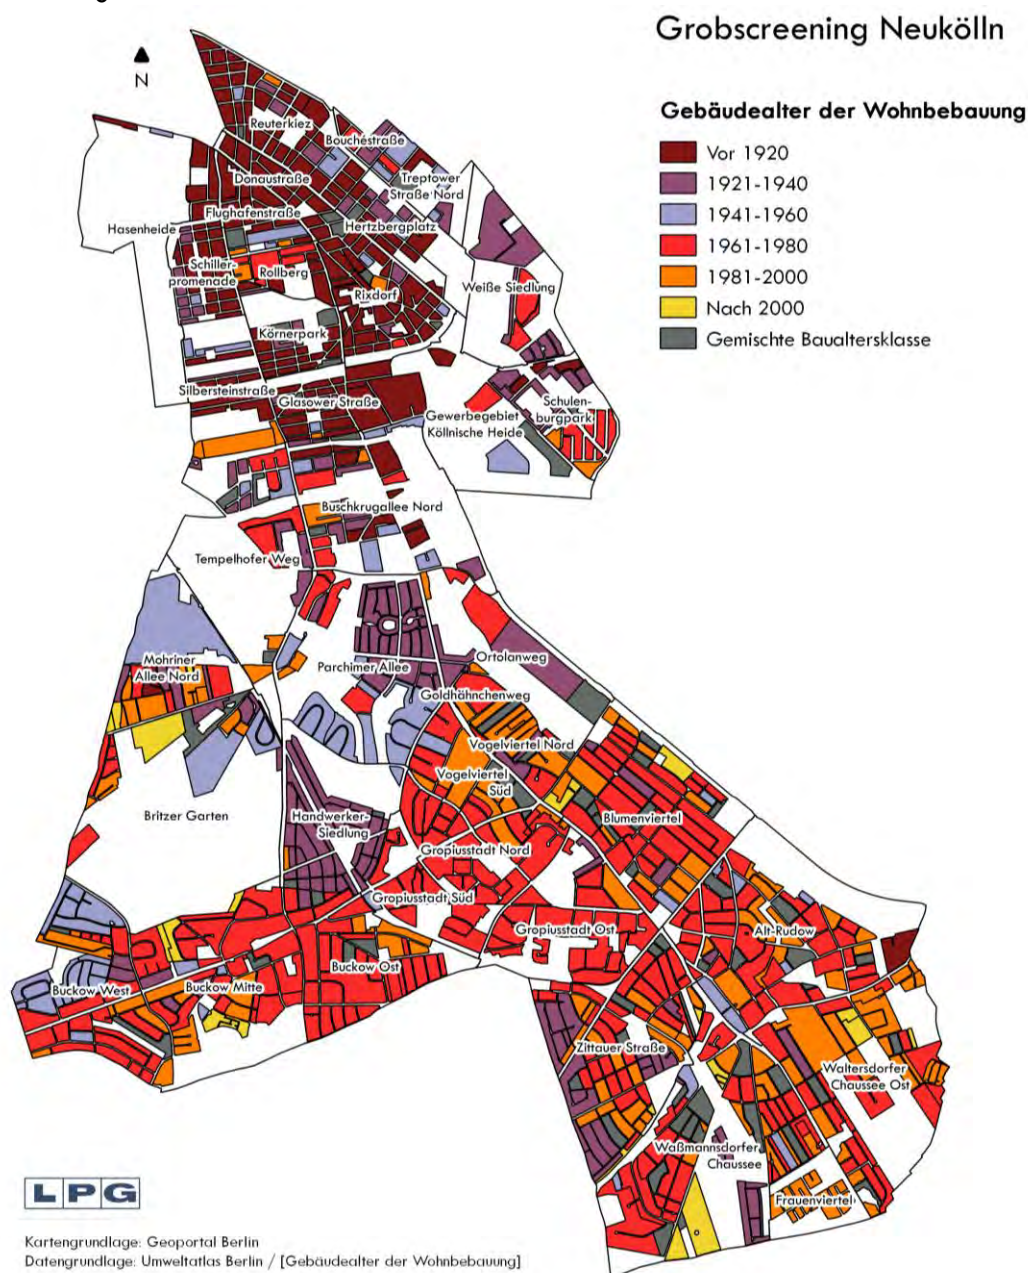 Grobscreening Neukölln
N
Gebäudealter der Wohnbebauung
Vor 1920
1921-1940
1941-1960
1961-1980
1981-2000
Nach 2000
Gemischte Baualtersklasse
Reuterkiez
Bouchéstraße
Donaustraße
Treptower
Straße Nord
Flughafenstraße
Hasenheide
Hertzbergplatz
Schiller-
promenade
Rollberg
Weiße Siedlung
Rixdorf
Körnerpark
Silbersteinstraße
Glasower Straße
Schulen-
burgpark
Gewerbegebiet
Köllnische Heide
Buschkrugallee Nord
Tempelhofer Weg
Mohriner
Allee Nord
Parchimer Allee
Ortolanweg
Goldhähnchenweg
Vogelviertel Nord
Vogelviertel
Süd
Britzer Garten
Handwerker-
Siedlung
Blumenviertel
Gropiusstadt Nord
Gropiusstadt Süd
Gropiusstadt Ost
Alt-Rudow
Buckow Ost
Buckow West
Buckow Mitte
Zittauer Straße
Waltersdorfer
Chaussee Ost
Waßmannsdorfer
Chaussee
Frauenviertel
LPG
Kartengrundlage: Geoportal Berlin
Datengrundlage: Umweltatlas Berlin / [Gebäudealter der Wohnbebauung]